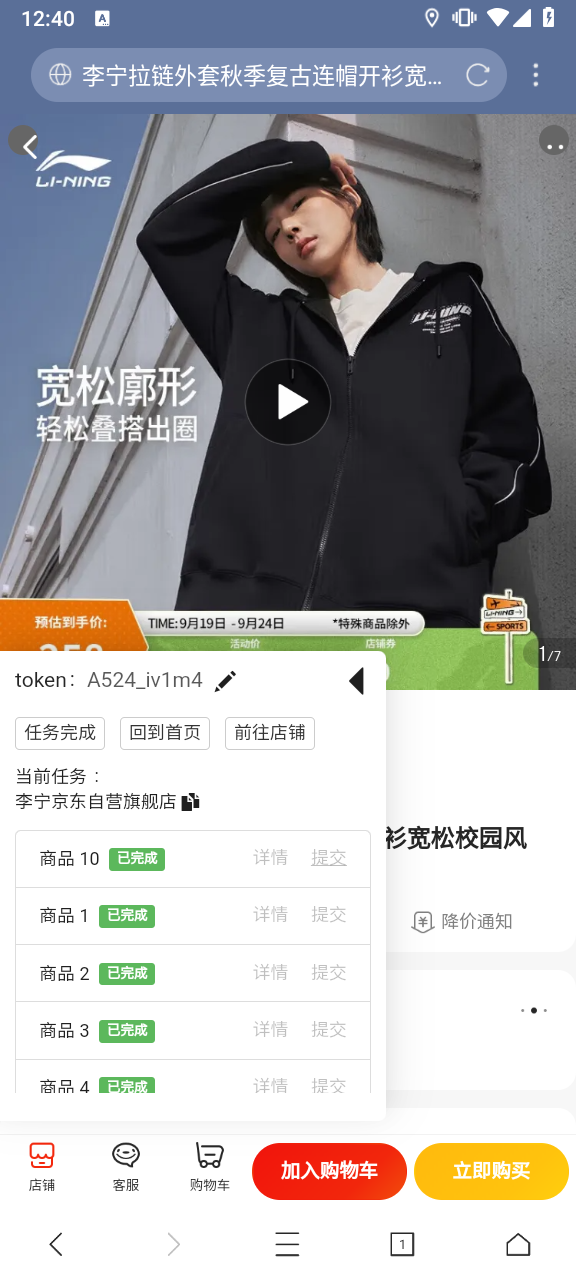 12:40
李宁拉链外套秋季复古连帽开衫宽...
LI-NING
LI-NING
宽松廓形
轻松叠搭出圈
预估到手价:
TIME:9月19日 - 9月24日
*特殊商品除外
LI-NING
SPORTS
活动价
店铺券
1/7
token: A524_iv1m4
任务完成
回到首页
前往店铺
当前任务：
李宁京东自营旗舰店
衫宽松校园风
商品 10 已完成 详情 提交
商品 1 已完成 详情 提交
降价通知
商品 2 已完成 详情 提交
商品 3 已完成 详情 提交
商品 4 已完成 详情 提交
店铺
客服
购物车
加入购物车
立即购买
1